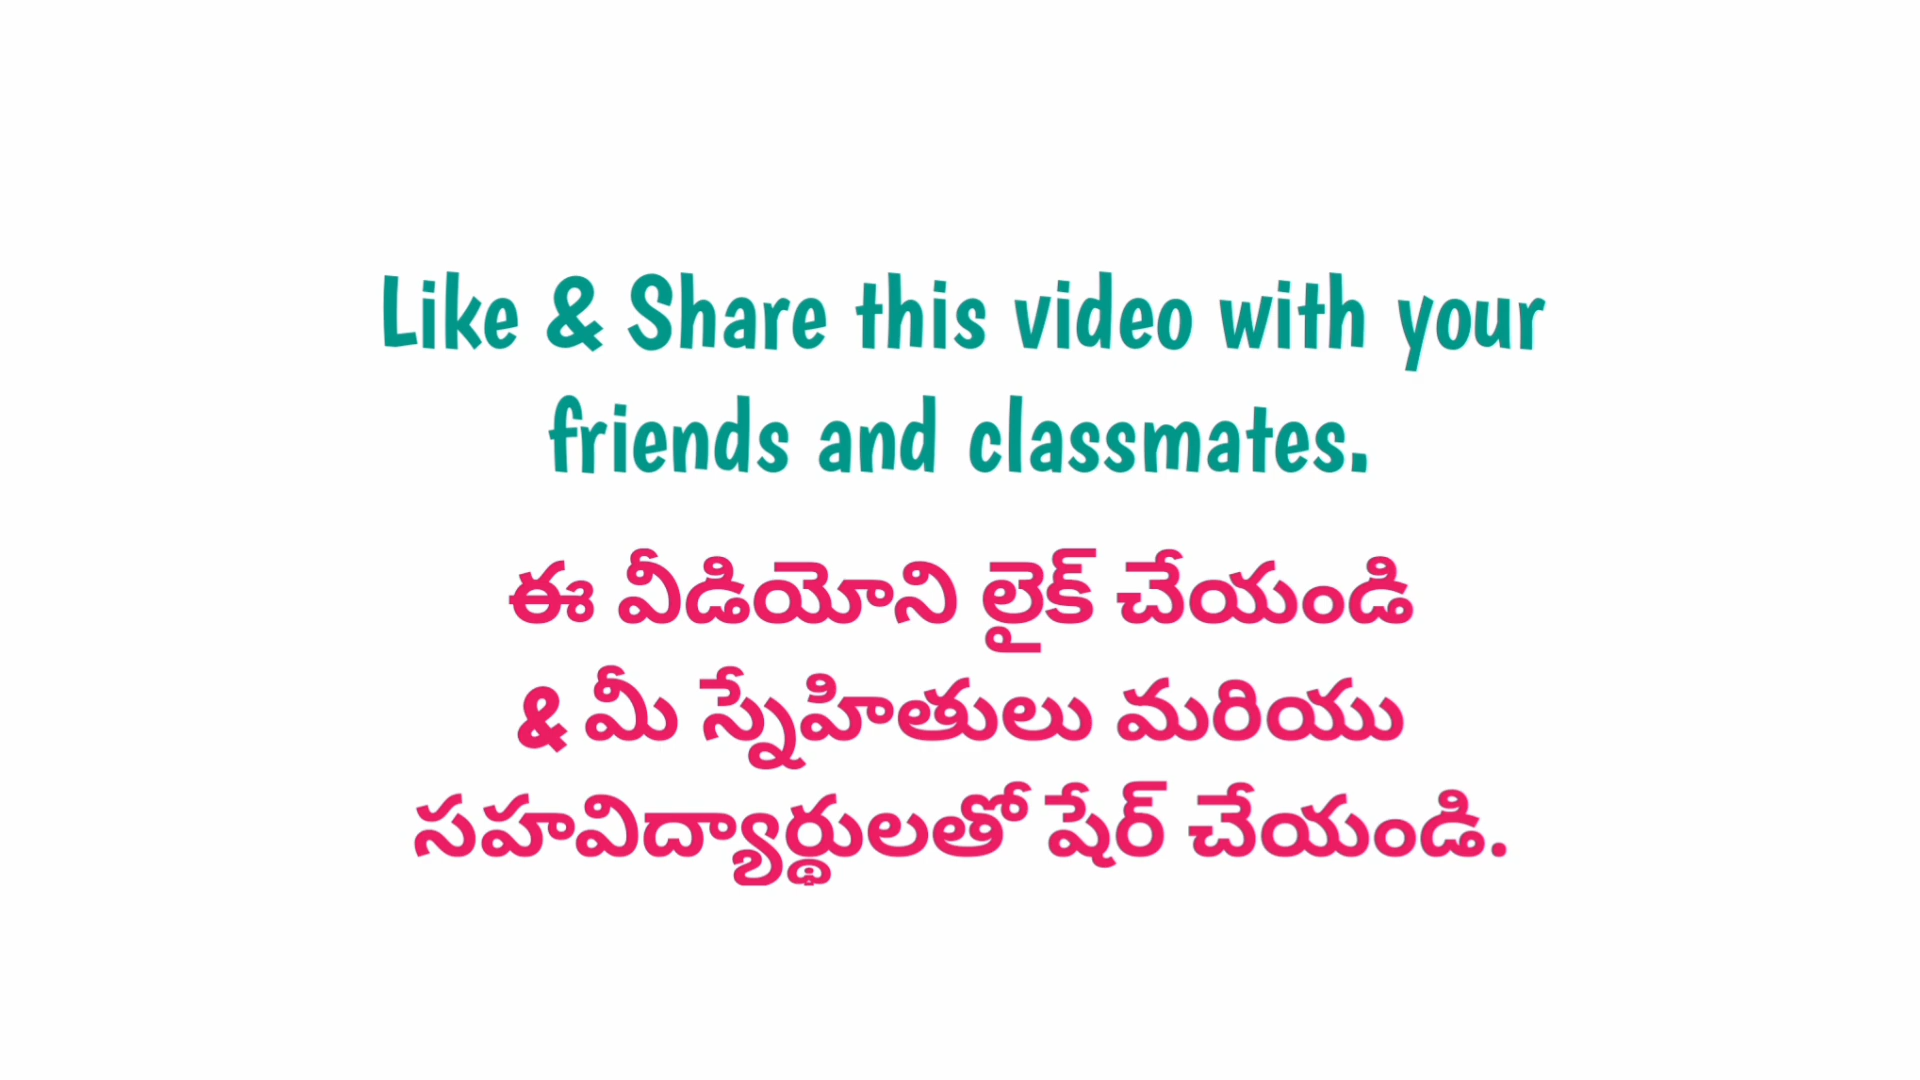 Like & Share this video with your
friends and classmates.
ఈ వీడియోని లైక్ చేయండి
& మీ స్నేహితులు మరియు
సహవిద్యార్థులతో షేర్ చేయండి.